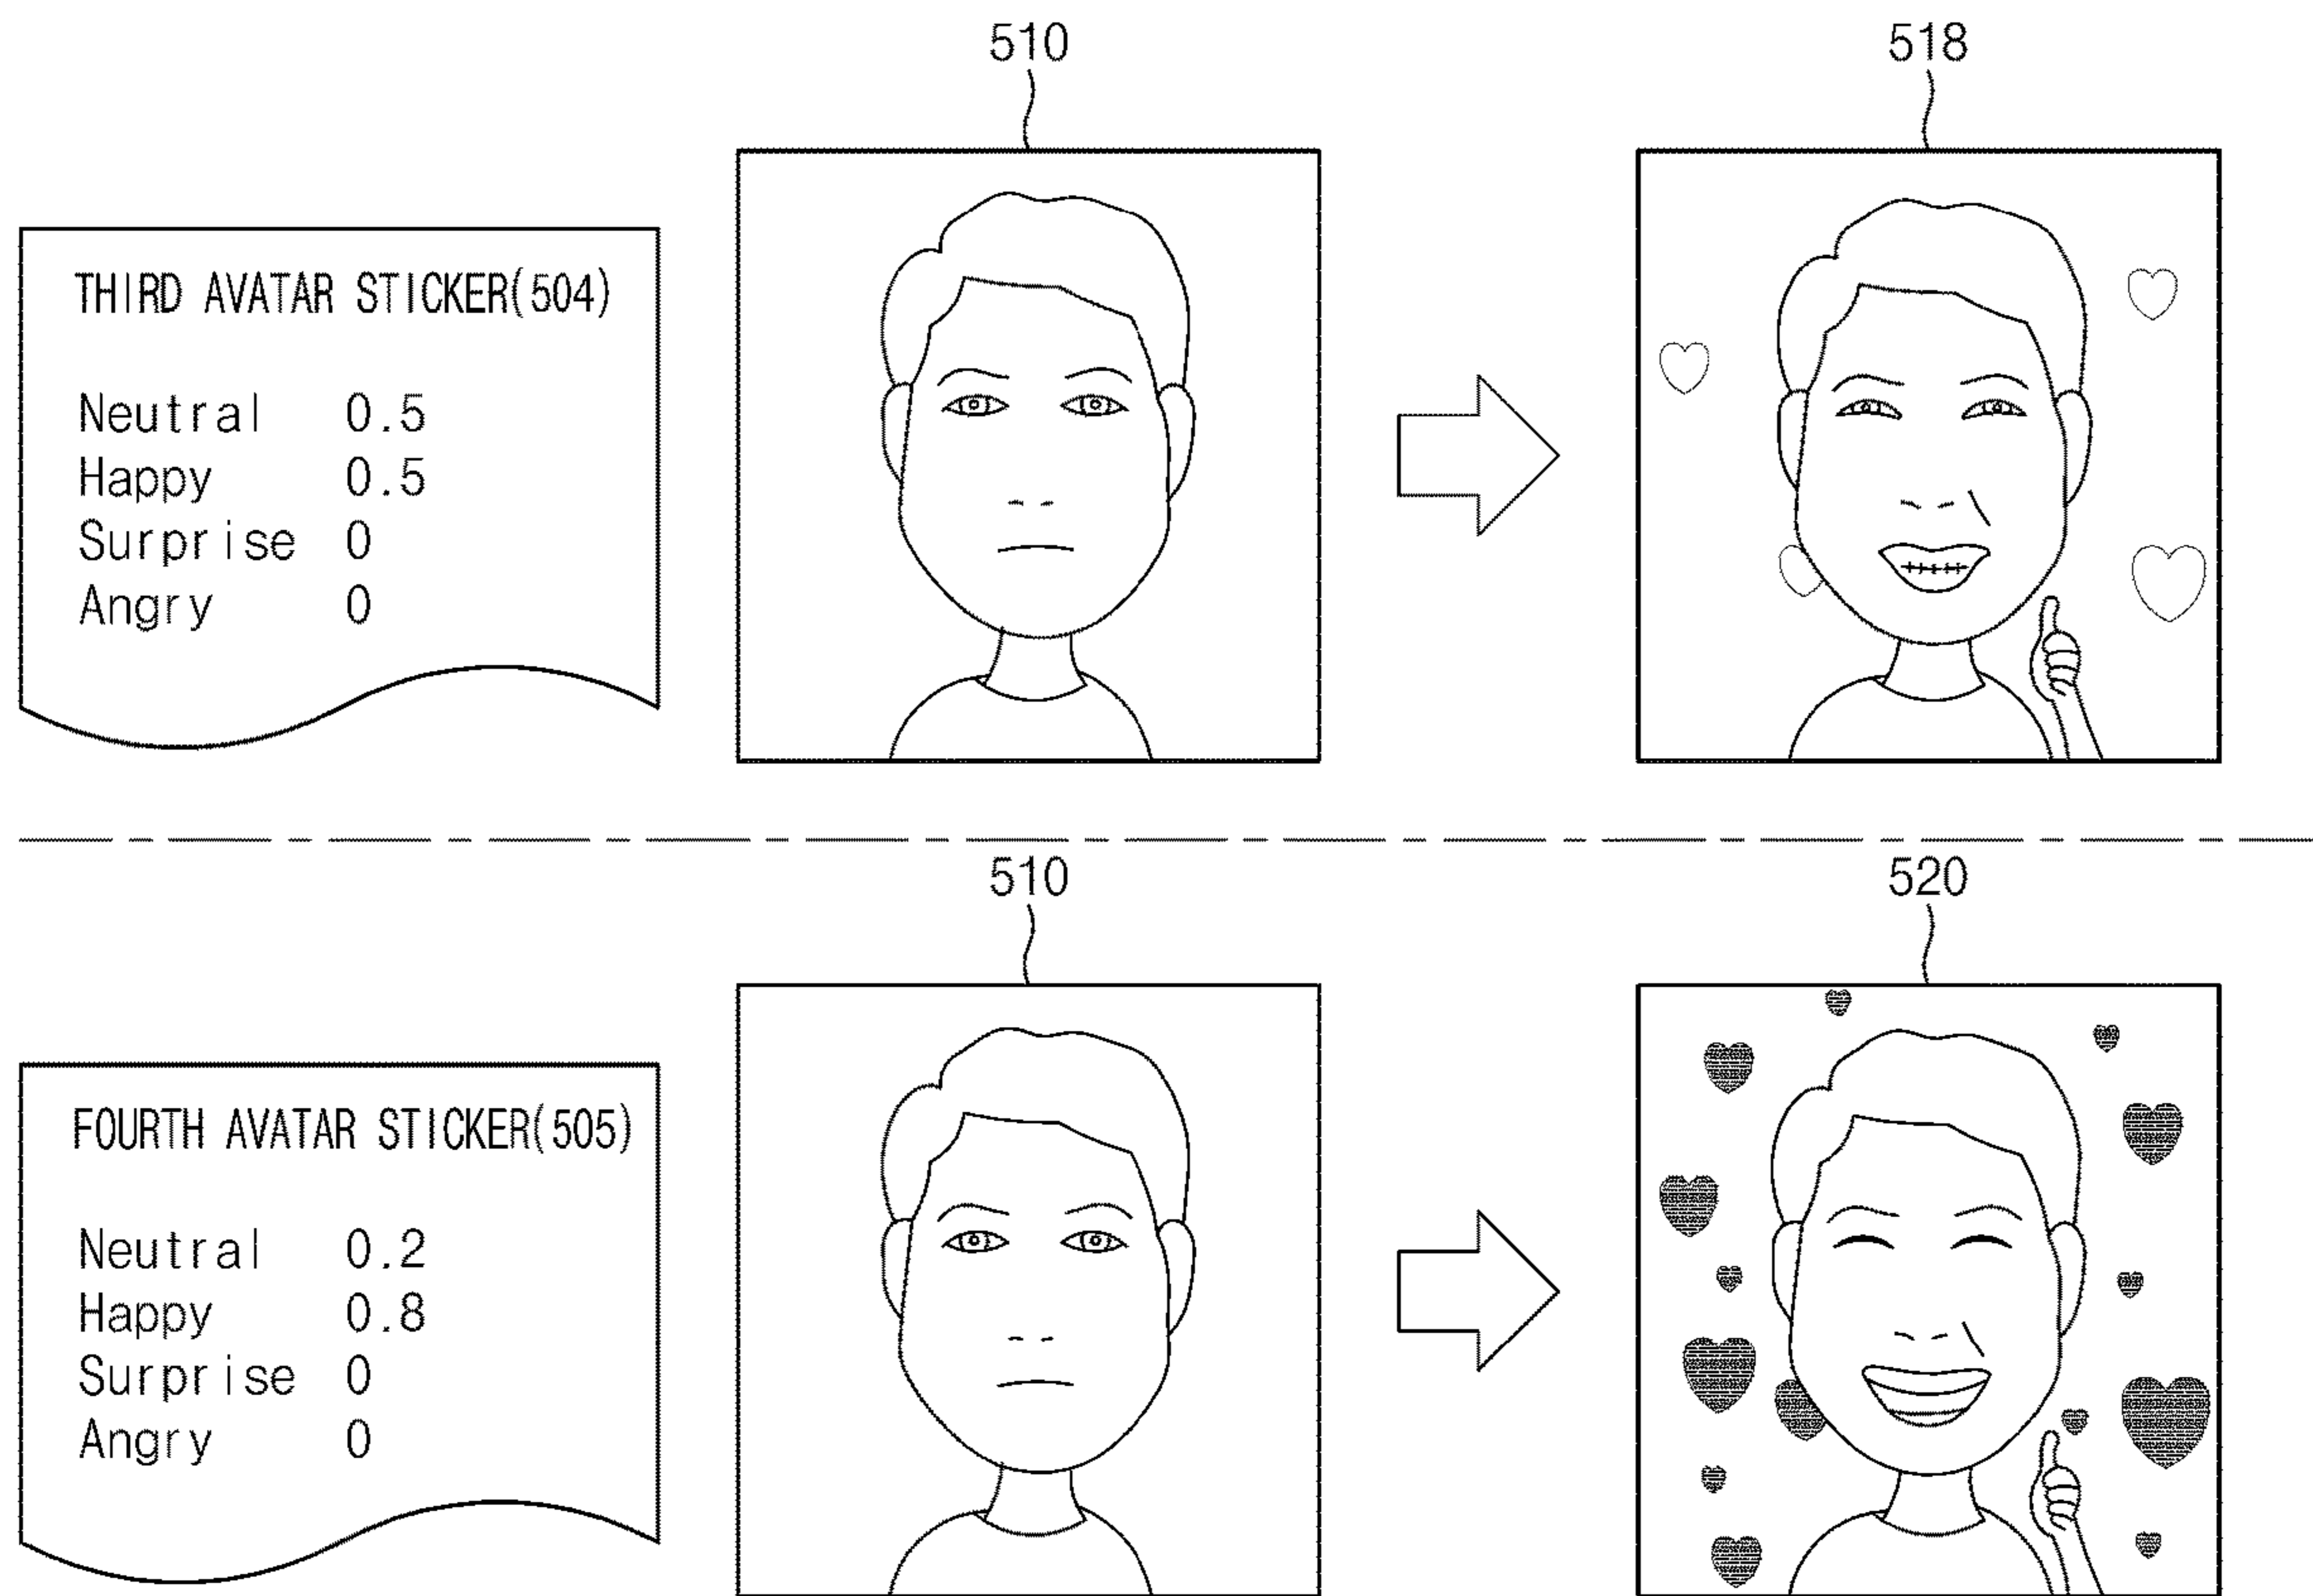 510
518
THIRD AVATAR STICKER(504)
Neutral 0.5
Happy 0.5
Surprise 0
Angry 0
510
520
FOURTH AVATAR STICKER(505)
Neutral 0.2
Happy 0.8
Surprise 0
Angry 0